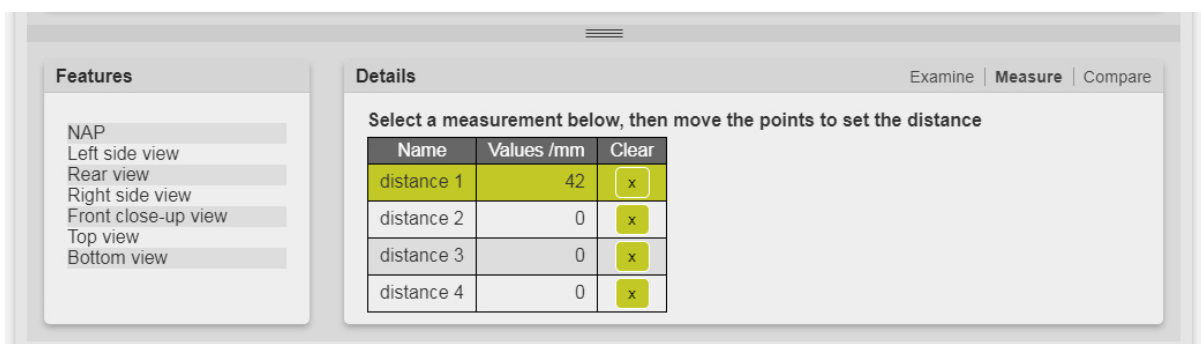 Features
NAP
Left side view
Rear view
Right side view
Front close-up view
Top view
Bottom view
Details
Examine | Measure | Compare
Select a measurement below, then move the points to set the distance
Name Values /mm Clear
distance 1 42 x
distance 2 0 x
distance 3 0 x
distance 4 0 x